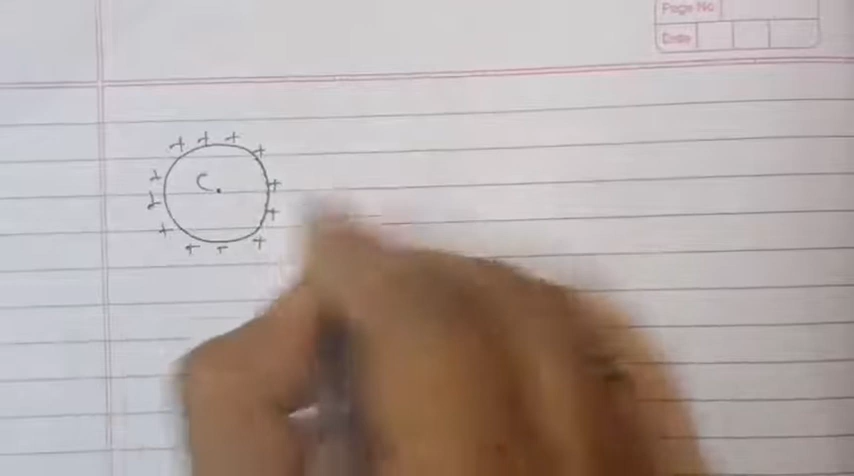 Page No
Date
+ + + +
+ C. +
+ +
+ + - +